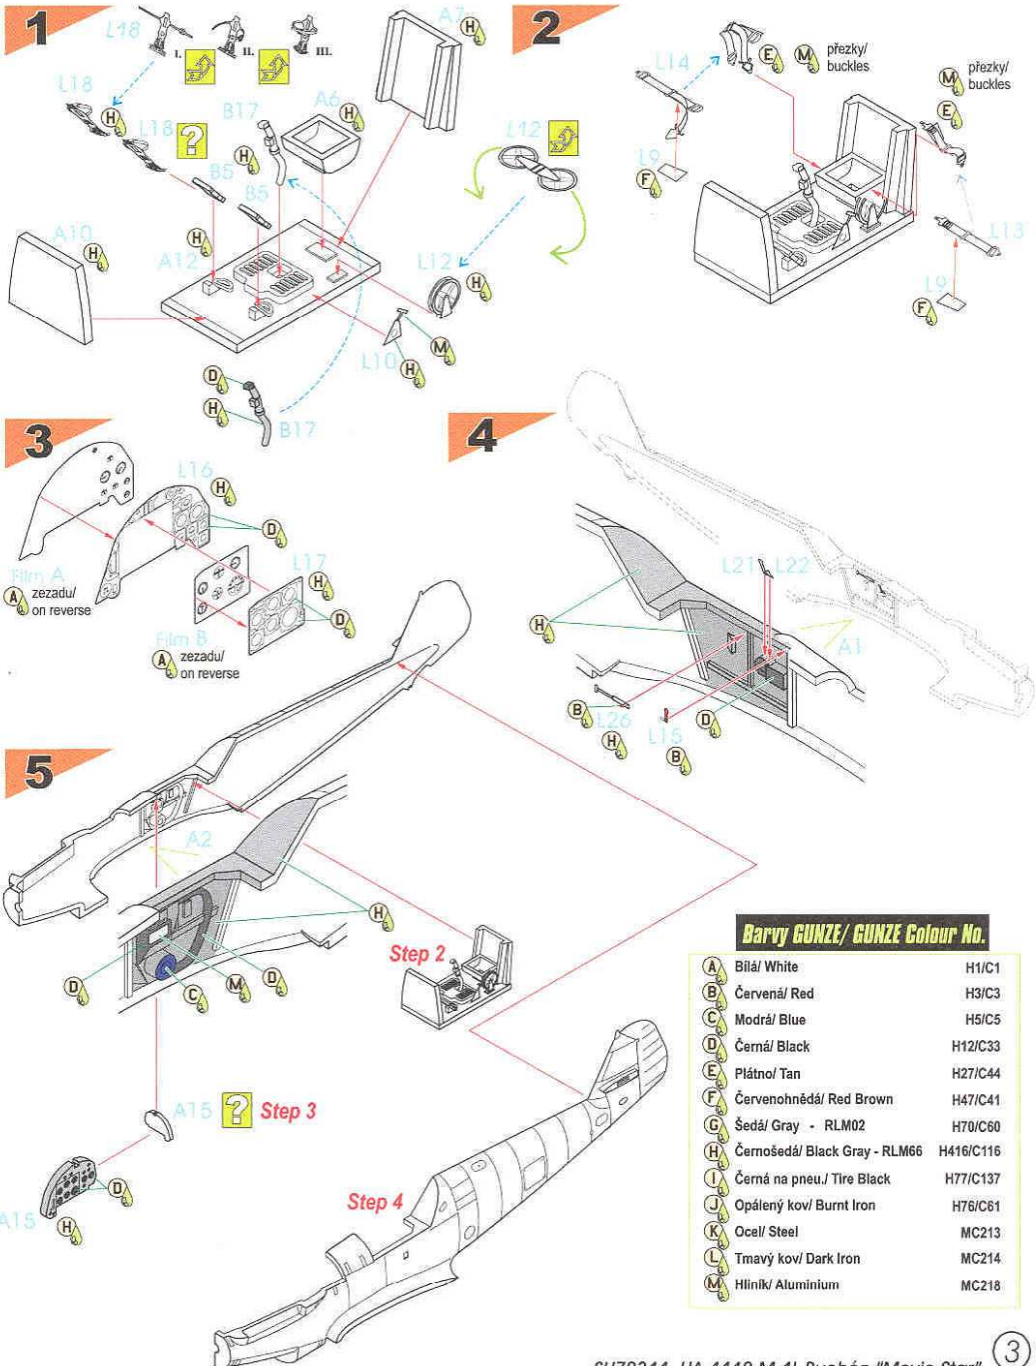 1
L18
I.
II.
III.
A7
H
L18
H
L18
?
B17
H
A6
H
B5
B5
L12
A10
H
H
A12
L12
H
L10
H
M
D
H
B17
2
L14
E
M
přezky/
buckles
M
přezky/
buckles
E
L9
F
L13
L9
F
3
L16
H
D
Film A
A
zezadu/
on reverse
L17
H
D
Film B
A
zezadu/
on reverse
4
L21
L22
H
A1
B
L26
H
L15
B
D
5
A2
H
D
C
M
D
Step 2
A15
?
Step 3
D
A15
H
Step 4
Barvy GUNZE/ GUNZE Colour No.
A Bílá/ White H1/C1
B Červená/ Red H3/C3
C Modrá/ Blue H5/C5
D Černá/ Black H12/C33
E Plátno/ Tan H27/C44
F Červenohnědá/ Red Brown H47/C41
G Šedá/ Gray - RLM02 H70/C60
H Černošedá/ Black Gray - RLM66 H416/C116
I Černá na pneu./ Tire Black H77/C137
J Opálený kov/ Burnt Iron H76/C61
K Ocel/ Steel MC213
L Tmavý kov/ Dark Iron MC214
M Hliník/ Aluminium MC218
3